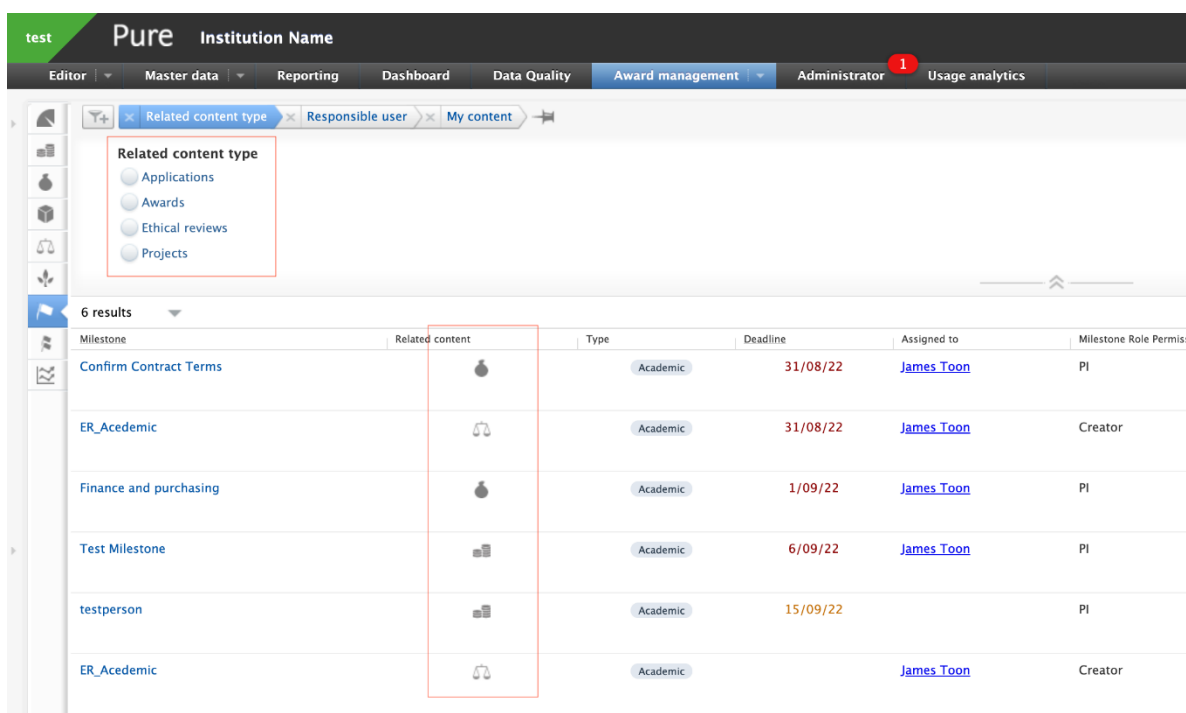 test Pure Institution Name
Editor Master data Reporting Dashboard Data Quality Award management Administrator 1 Usage analytics
Related content type Responsible user My content
Related content type
Applications
Awards
Ethical reviews
Projects
6 results
Milestone Related content Type Deadline Assigned to Milestone Role Permis
Confirm Contract Terms Academic 31/08/22 James Toon PI
ER_Acedemic Academic 31/08/22 James Toon Creator
Finance and purchasing Academic 1/09/22 James Toon PI
Test Milestone Academic 6/09/22 James Toon PI
testperson Academic 15/09/22 PI
ER_Acedemic Academic James Toon Creator